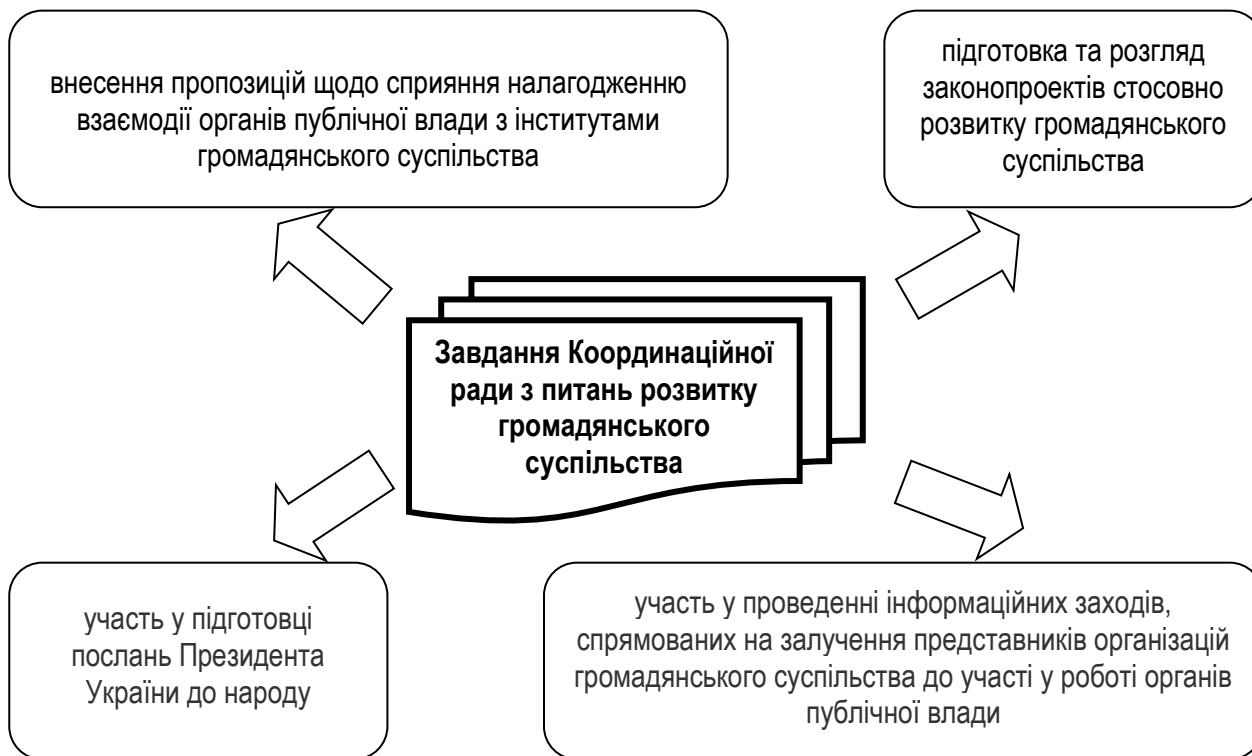 внесення пропозицій щодо сприяння налагодженню
взаємодії органів публічної влади з інститутами
громадянського суспільства
підготовка та розгляд
законопроектів стосовно
розвитку громадянського
суспільства
Завдання Координаційної
ради з питань розвитку
громадянського
суспільства
участь у підготовці
послань Президента
України до народу
участь у проведенні інформаційних заходів,
спрямованих на залучення представників організацій
громадянського суспільства до участі у роботі органів
публічної влади